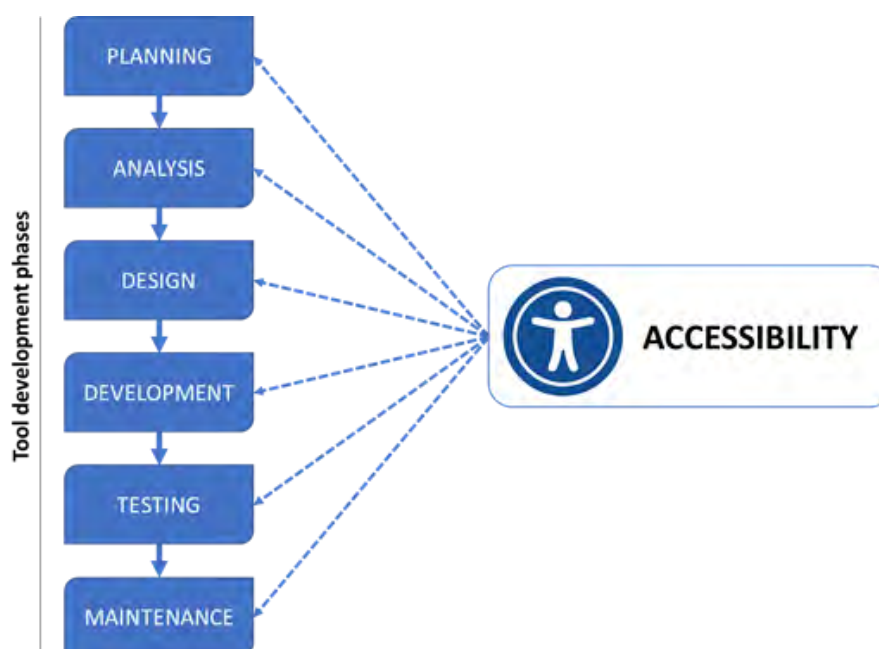 Tool development phases
PLANNING
ANALYSIS
DESIGN
DEVELOPMENT
TESTING
MAINTENANCE
ACCESSIBILITY